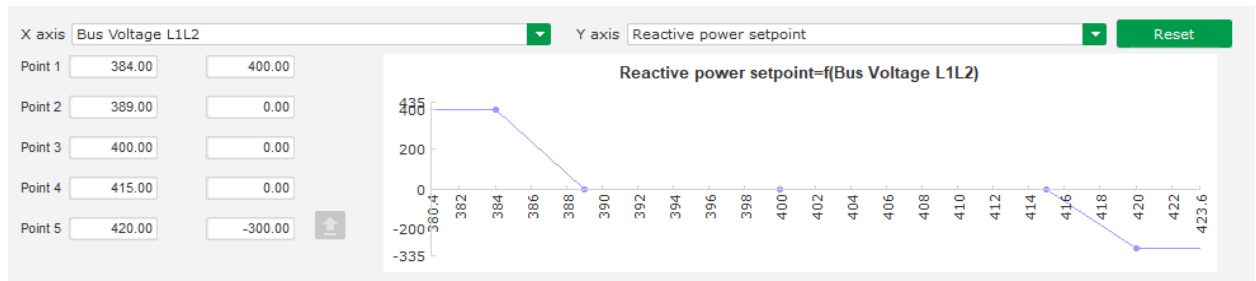 X axis Bus Voltage L1L2 Y axis Reactive power setpoint Reset
Point 1 384.00 400.00
Point 2 389.00 0.00
Point 3 400.00 0.00
Point 4 415.00 0.00
Point 5 420.00 -300.00
Reactive power setpoint=f(Bus Voltage L1L2)
435
400
200
0
-200
-335
380.4 382 384 386 388 390 392 394 396 398 400 402 404 406 408 410 412 414 416 418 420 422 423.6